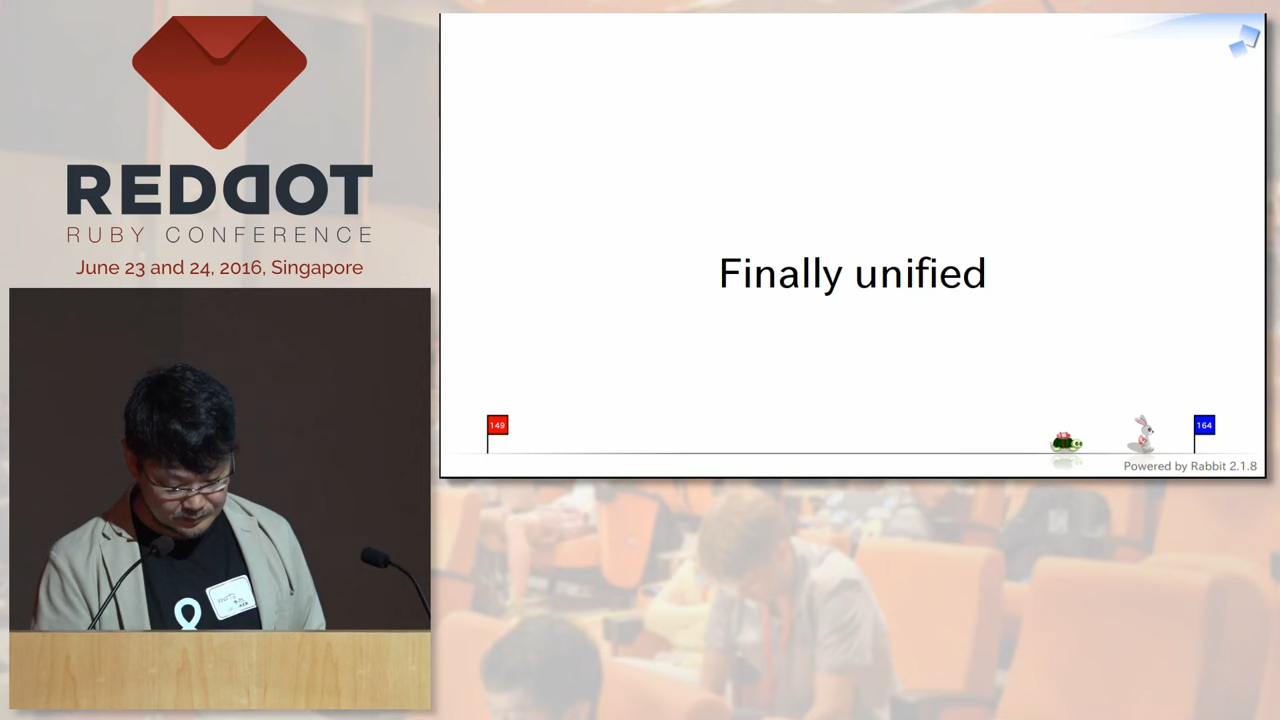 REDDOT
RUBY CONFERENCE
June 23 and 24, 2016, Singapore
Finally unified
149
164
Powered by Rabbit 2.1.8